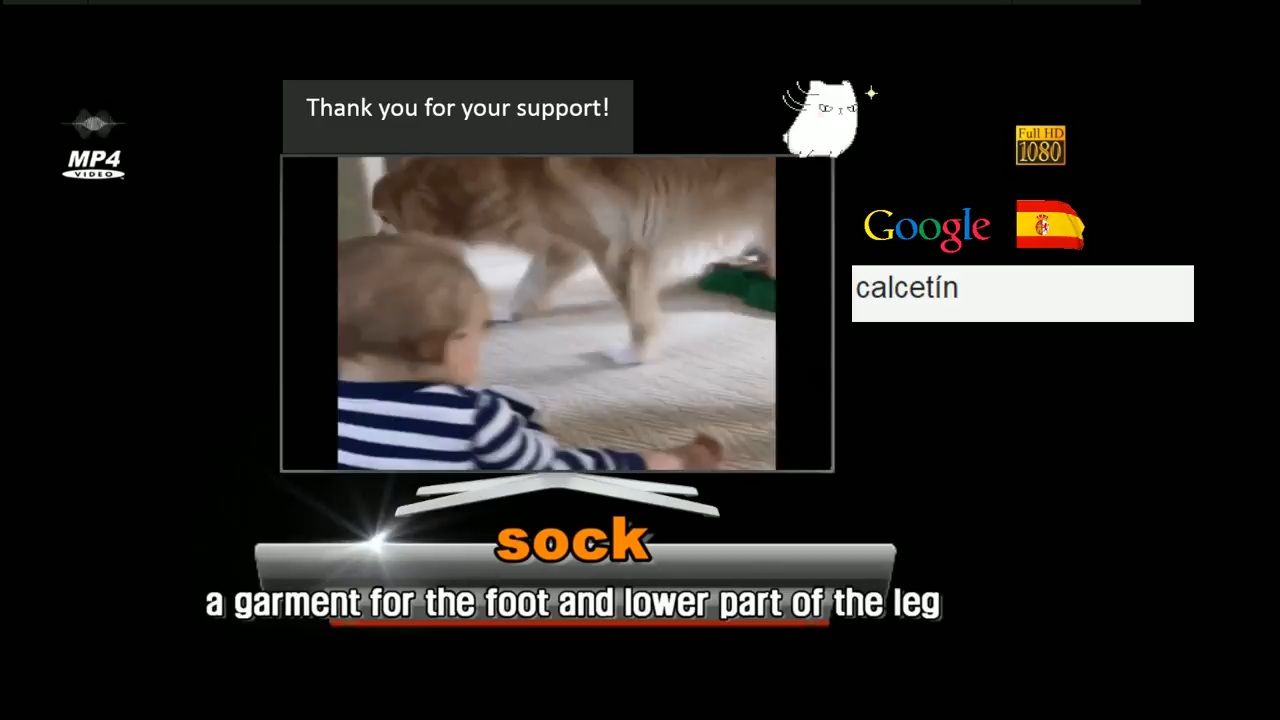 Thank you for your support!
MP4
VIDEO
Full HD
1080
Google
calcetín
sock
a garment for the foot and lower part of the leg